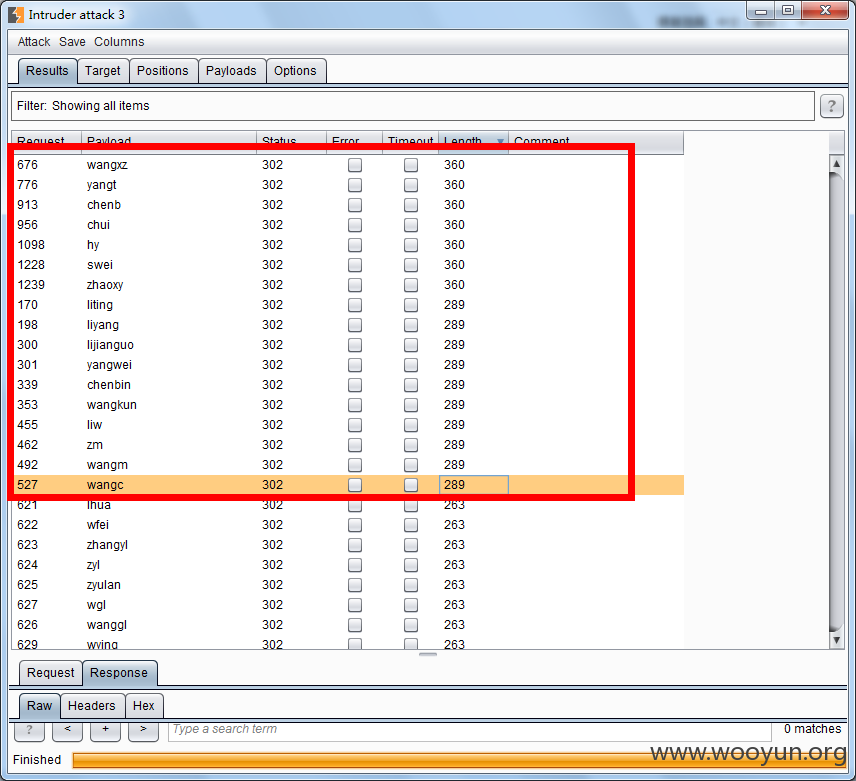 Intruder attack 3
Attack Save Columns
Results Target Positions Payloads Options
Filter: Showing all items ?
Request Payload Status Error Timeout Length Comment
676 wangxz 302 360
776 yangt 302 360
913 chenb 302 360
956 chui 302 360
1098 hy 302 360
1228 swei 302 360
1239 zhaoxy 302 360
170 liting 302 289
198 liyang 302 289
300 lijianguo 302 289
301 yangwei 302 289
339 chenbin 302 289
353 wangkun 302 289
455 liw 302 289
462 zm 302 289
492 wangm 302 289
527 wangc 302 289
621 lhua 302 263
622 wfei 302 263
623 zhangyl 302 263
624 zyl 302 263
625 zyulan 302 263
627 wgl 302 263
626 wanggl 302 263
629 wying 302 263
Request Response
Raw Headers Hex
? < + > Type a search term 0 matches
www.wooyun.org
Finished